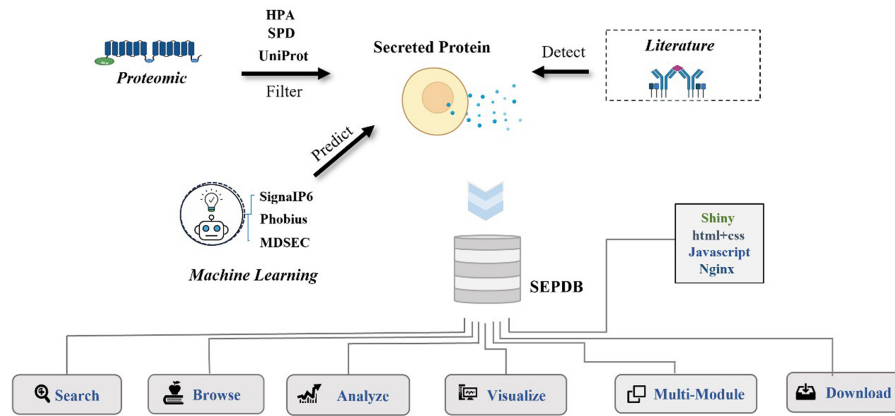 HPA
SPD
UniProt
Filter
Proteomic
Secreted Protein
Detect
Literature
Predict
SignaIP6
Phobius
MDSEC
Machine Learning
SEPDB
Shiny
html+css
Javascript
Nginx
Search
Browse
Analyze
Visualize
Multi-Module
Download